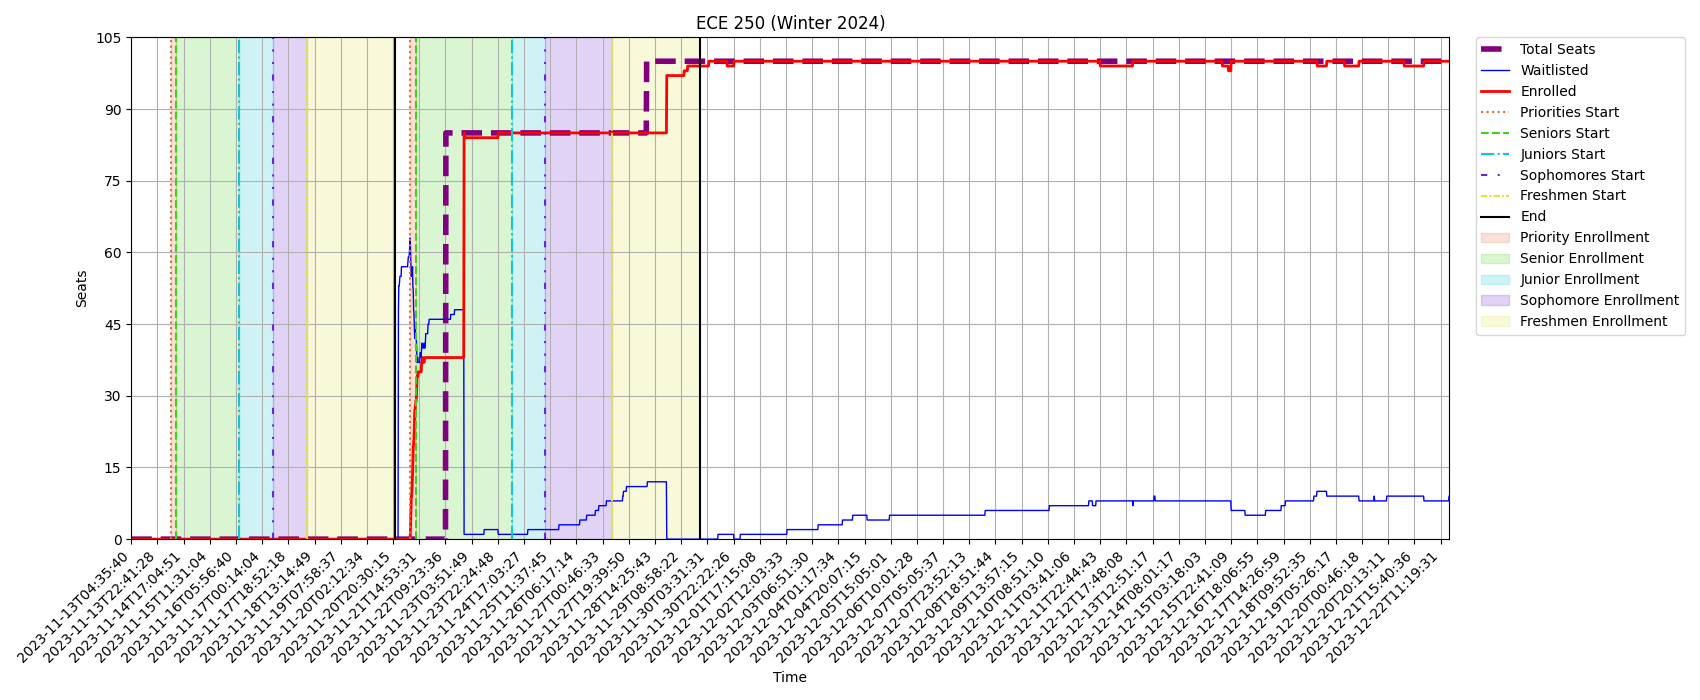 ECE 250 (Winter 2024)
105
90
75
60
45
30
15
0
Seats
2023-11-13T04:35:40
2023-11-13T22:41:28
2023-11-14T17:04:51
2023-11-15T11:31:04
2023-11-16T05:56:40
2023-11-17T00:14:04
2023-11-17T18:52:18
2023-11-18T13:14:49
2023-11-19T07:58:37
2023-11-20T02:12:34
2023-11-20T20:30:15
2023-11-21T14:53:31
2023-11-22T09:23:36
2023-11-23T03:51:49
2023-11-23T22:24:48
2023-11-24T17:03:27
2023-11-25T11:37:45
2023-11-26T06:17:14
2023-11-27T00:46:33
2023-11-27T19:39:50
2023-11-28T14:25:43
2023-11-29T08:58:22
2023-11-30T03:31:31
2023-11-30T22:22:26
2023-12-01T17:15:08
2023-12-02T12:03:33
2023-12-03T06:51:30
2023-12-04T01:17:34
2023-12-04T20:07:15
2023-12-05T15:05:01
2023-12-06T10:01:28
2023-12-07T05:05:37
2023-12-07T23:52:13
2023-12-08T18:51:44
2023-12-09T13:57:15
2023-12-10T08:51:10
2023-12-11T03:41:06
2023-12-11T22:44:43
2023-12-12T17:48:08
2023-12-13T12:51:17
2023-12-14T08:01:17
2023-12-15T03:18:03
2023-12-15T22:41:09
2023-12-16T18:06:55
2023-12-17T14:26:59
2023-12-18T09:52:35
2023-12-19T05:26:17
2023-12-20T00:46:18
2023-12-20T20:13:11
2023-12-21T15:40:36
2023-12-22T11:19:31
Time
Total Seats
Waitlisted
Enrolled
Priorities Start
Seniors Start
Juniors Start
Sophomores Start
Freshmen Start
End
Priority Enrollment
Senior Enrollment
Junior Enrollment
Sophomore Enrollment
Freshmen Enrollment